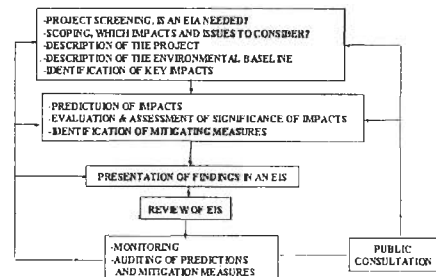 -PROJECT SCREENING, IS AN EIA NEEDED?
-SCOPING, WHICH IMPACTS AND ISSUES TO CONSIDER?
-DESCRIPTION OF THE PROJECT
-DESCRIPTION OF THE ENVIRONMENTAL BASELINE
-IDENTIFICATION OF KEY IMPACTS
-PREDICTUION OF IMPACTS
-EVALUATION & ASSESSMENT OF SIGNIFICANCE OF IMPACTS
-IDENTIFICATION OF MITIGATING MEASURES
PRESENTATION OF FINDINGS IN AN EIS
REVIEW OF EIS
-MONITORING
-AUDITING OF PREDICTIONS
AND MITIGATION MEASURES
PUBLIC
CONSULTATION